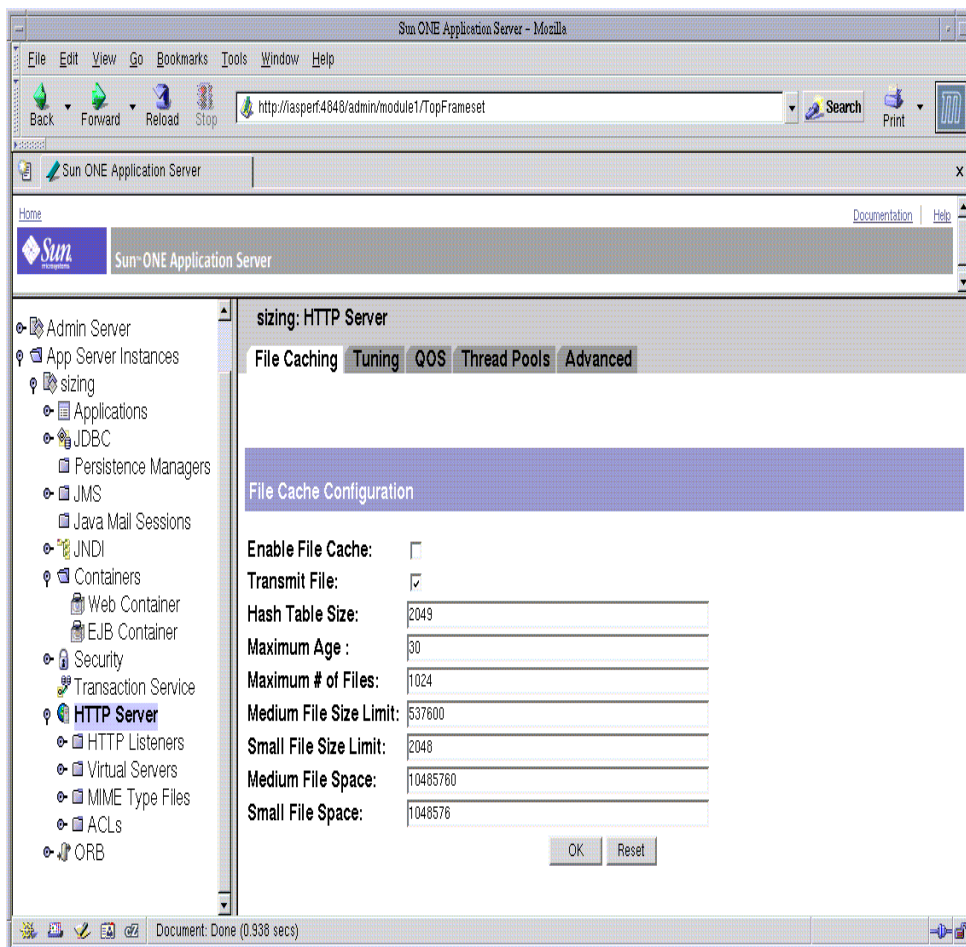 Sun ONE Application Server - Mozilla
File Edit View Go Bookmarks Tools Window Help
Back Forward Reload Stop http://iasperf:4848/admin/module1/TopFrameset Search Print
Sun ONE Application Server X
Home Documentation Help
Sun microsystems Sun ONE Application Server
Admin Server
App Server Instances
sizing
Applications
JDBC
Persistence Managers
JMS
Java Mail Sessions
JNDI
Containers
Web Container
EJB Container
Security
Transaction Service
HTTP Server
HTTP Listeners
Virtual Servers
MIME Type Files
ACLs
ORB
sizing: HTTP Server
File Caching Tuning QOS Thread Pools Advanced
File Cache Configuration
Enable File Cache:
Transmit File:
Hash Table Size: 2049
Maximum Age : 30
Maximum # of Files: 1024
Medium File Size Limit: 537600
Small File Size Limit: 2048
Medium File Space: 10485760
Small File Space: 1048576
OK Reset
Document: Done (0.938 secs)